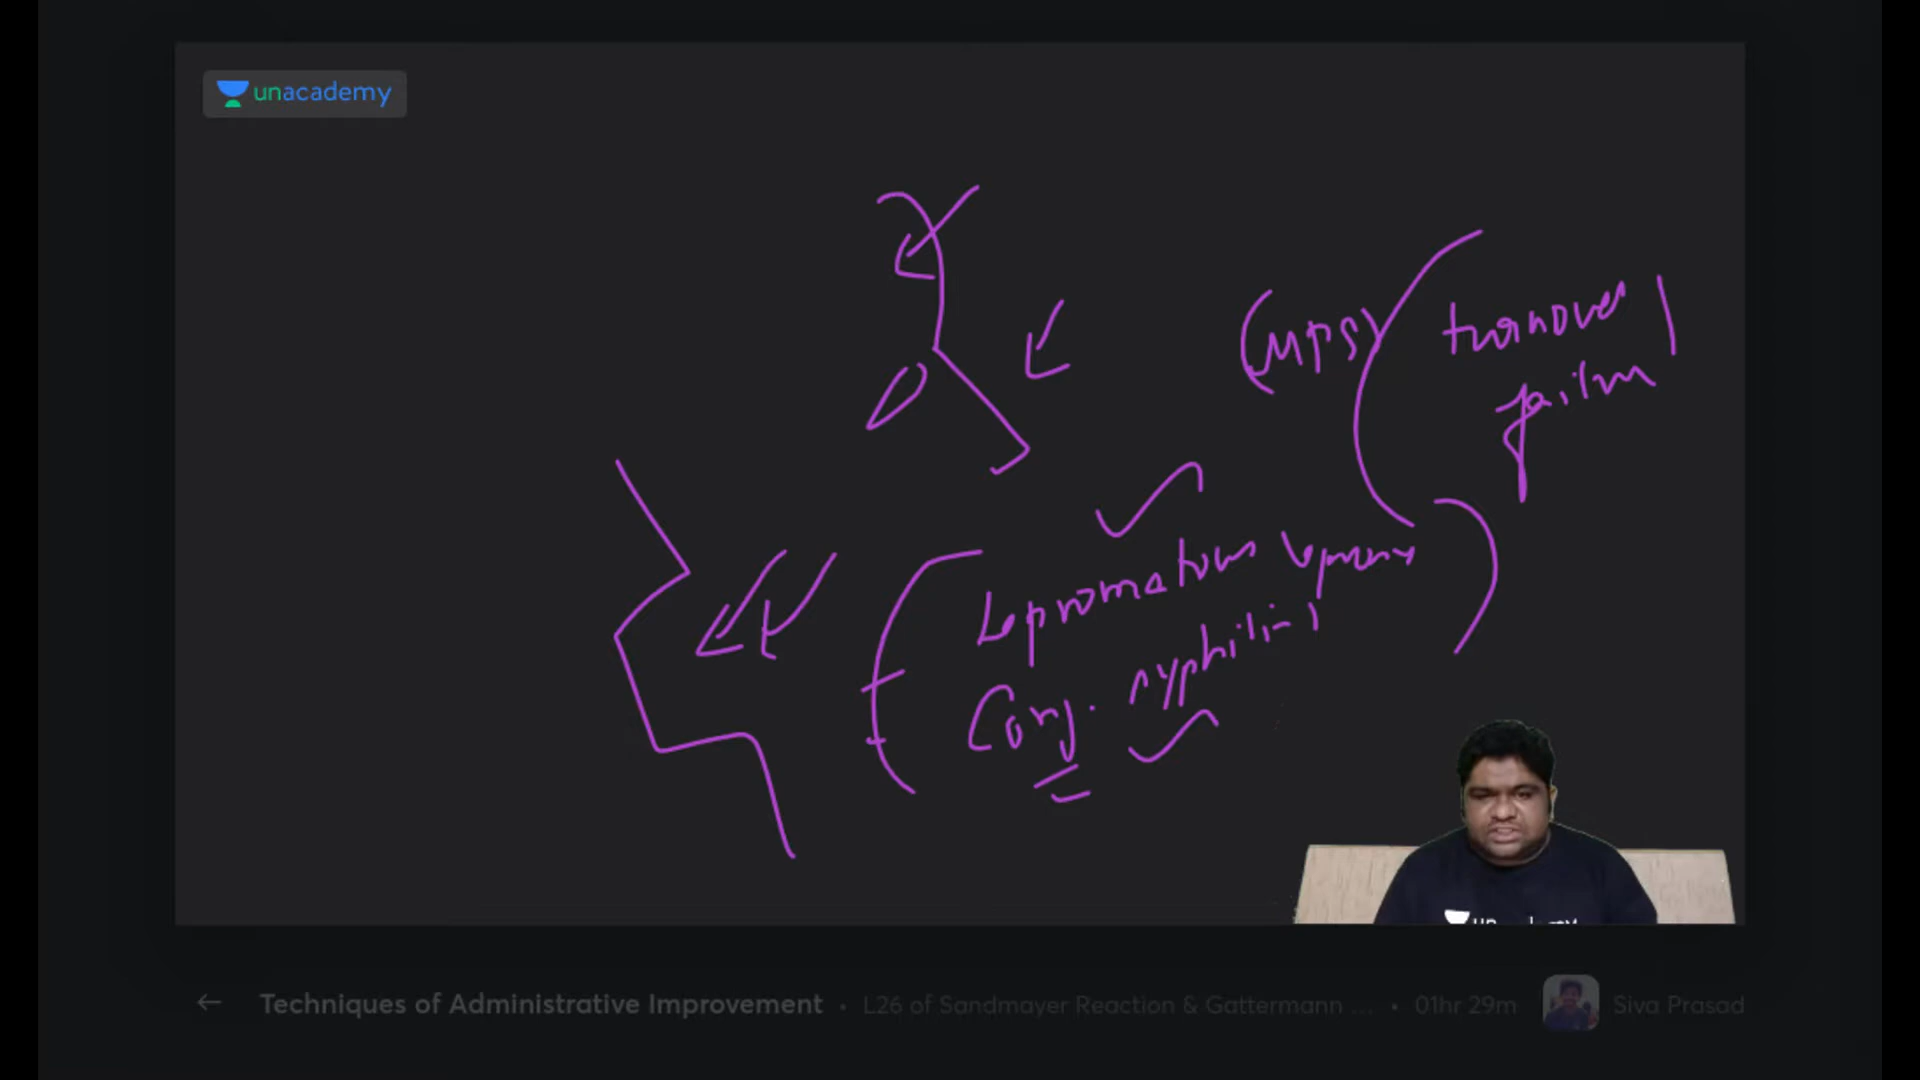 unacademy
(MPS)
turnover
Lepromatous leprosy
Cong. syphilis
Techniques of Administrative Improvement • L26 of Sandmayer Reaction & Gattermann ... • 01hr 29m Siva Prasad